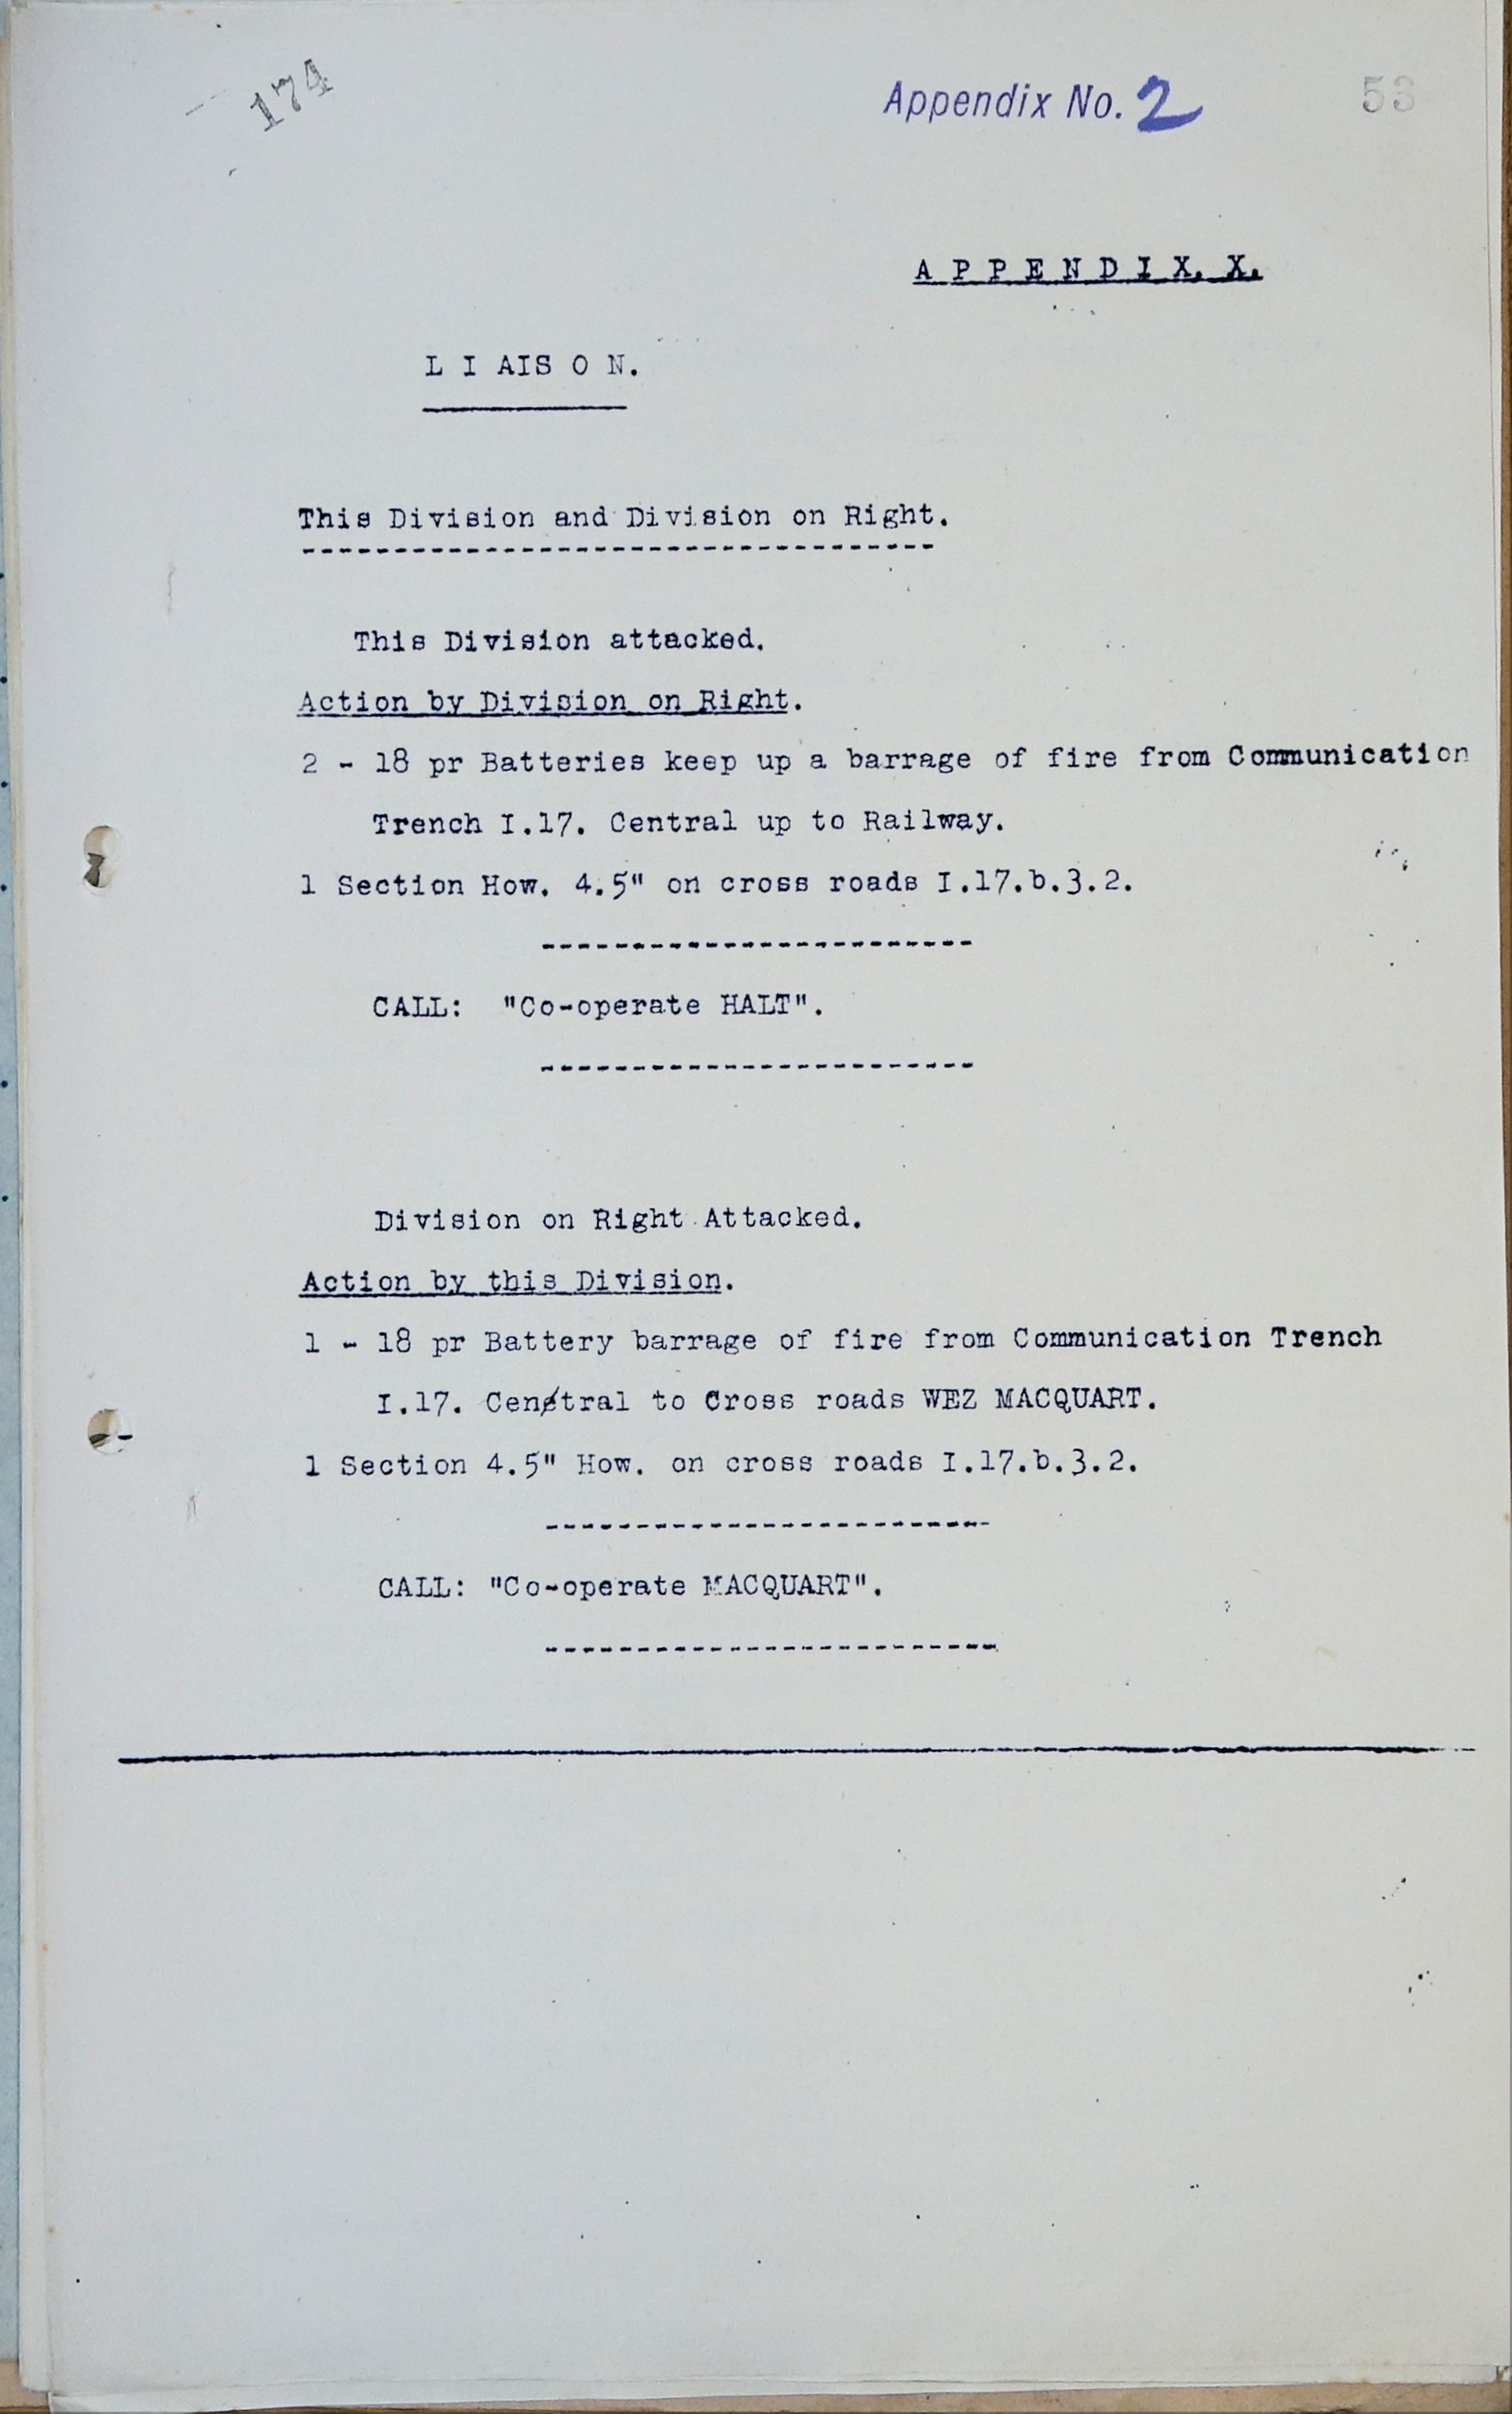 174
Appendix No. 2
53
A P P E N D I X. X.
L I AIS O N.
This Division and Division on Right.
-----------------------------------
This Division attacked.
Action by Division on Right.
2 - 18 pr Batteries keep up a barrage of fire from Communication
Trench I.17. Central up to Railway.
1 Section How. 4.5" on cross roads I.17.b.3.2.
------------------------
CALL: "Co-operate HALT".
------------------------
Division on Right Attacked.
Action by this Division.
1 - 18 pr Battery barrage of fire from Communication Trench
I.17. Central to Cross roads WEZ MACQUART.
1 Section 4.5" How. on cross roads I.17.b.3.2.
------------------------
CALL: "Co-operate MACQUART".
-------------------------